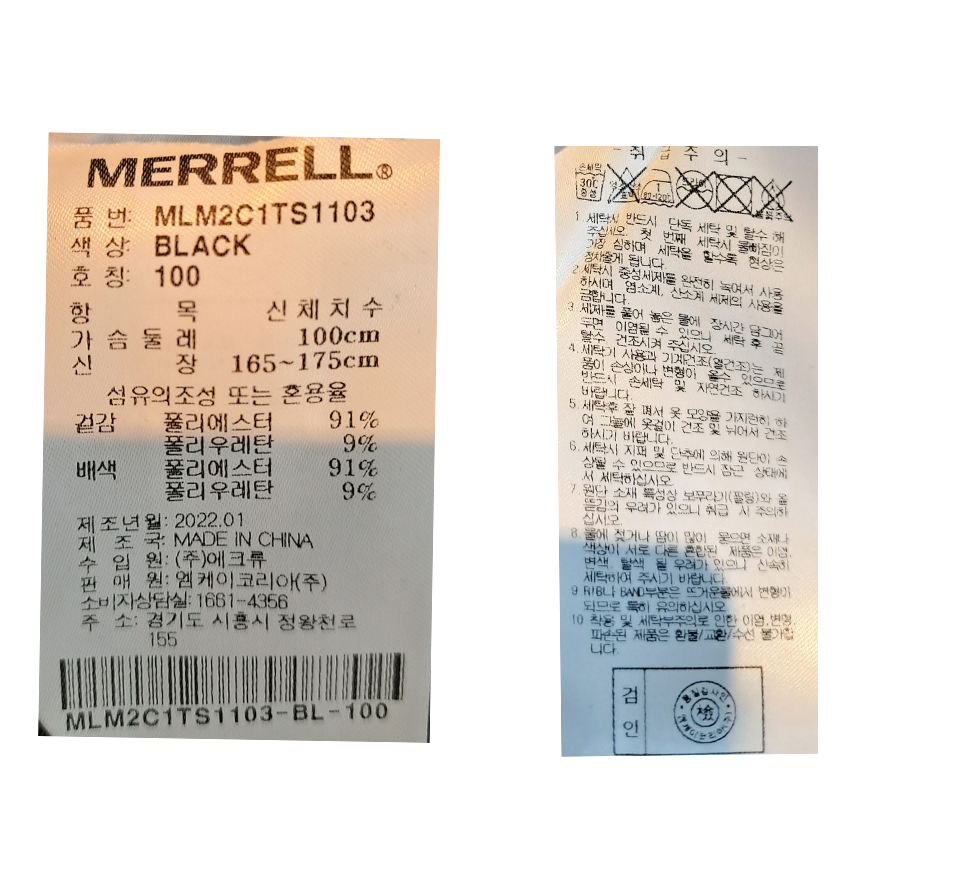 MERRELL®
품 번: MLM2C1TS1103
색 상: BLACK
호 칭: 100
항 목 신 체 치 수
가 슴 둘 레 100cm
신 장 165~175cm
섬유의조성 또는 혼용율
겉감 폴리에스터 91%
폴리우레탄 9%
배색 폴리에스터 91%
폴리우레탄 9%
제조년월: 2022.01
제 조 국: MADE IN CHINA
수 입 원: (주)에크류
판 매 원: 엠케이코리아(주)
소비자상담실: 1661-4356
주 소: 경기도 시흥시 정왕천로
155
MLM2C1TS1103-BL-100
- 취 급 주 의 -
손세탁
30℃
중성
1. 세탁시 반드시 단독 세탁 및 탈수 해
주십시오. 첫 번째 세탁시 물빠짐이
가장 심하며 세탁을 할수록 현상은
점차줄게 됩니다.
2. 세탁시 중성세제를 완전히 녹여서 사용
하시며 염소계, 산소계 세제의 사용을
금합니다.
3. 세제를 풀어 놓은 물에 장시간 담그어
두면 이염될 수 있으니 세탁 후 곧
탈수 건조시켜 주십시오.
4. 세탁기 사용과 기계건조(열건조)는 제
품이 손상이나 변형이 올수 있으므로
반드시 손세탁 및 자연건조 하시기
바랍니다.
5. 세탁후 잘 펴서 옷 모양을 가지런히 하
여 그늘에 옷걸이 건조 및 뉘어서 건조
하시기 바랍니다.
6. 세탁시 지퍼 및 단추에 의해 원단이 손
상될 수 있으므로 반드시 잠근 상태에
서 세탁하십시오.
7. 원단 소재 특성상 보푸라기(필링)와 올
뜯김의 우려가 있으니 취급 시 주의하
십시오.
8. 물에 젖거나 땀이 많이 묻으면 소재나
색상이 서로 다른 혼합된 제품은 이염,
변색 탈색 될 우려가 있으니 신속히
세탁하여 주시기 바랍니다.
9. RIB나 BAND부분은 뜨거운물에서 변형이
되므로 특히 유의하십시오
10. 착용 및 세탁부주의로 인한 이염,변형,
파손된 제품은 환불/교환/수선 불가합
니다.
검
인
품질검사인
檢
엠케이코리아(주)